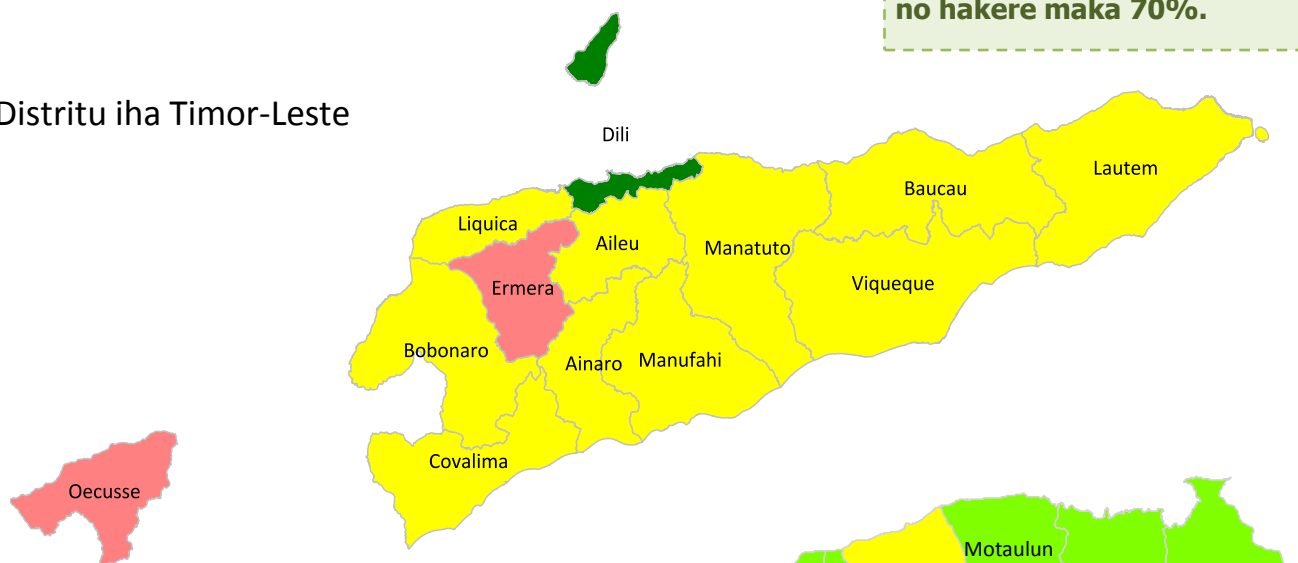 no hakere maka 70%.
Distritu iha Timor-Leste
Dili
Lautem
Baucau
Liquica
Aileu
Manatuto
Viqueque
Ermera
Bobonaro
Ainaro
Manufahi
Covalima
Oecusse
Motaulun